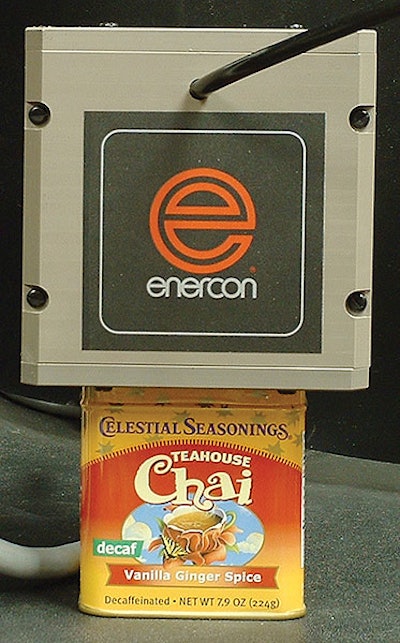 enercon
CELESTIAL SEASONINGS
TEAHOUSE
Chai
decaf
Vanilla Ginger Spice
Decaffeinated • NET WT 7.9 OZ (224g)